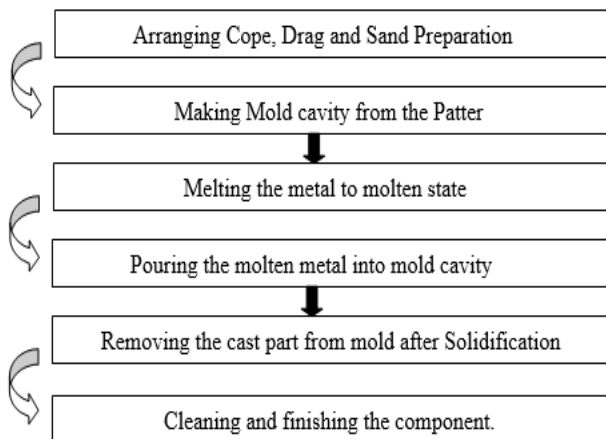 Arranging Cope, Drag and Sand Preparation
Making Mold cavity from the Patter
Melting the metal to molten state
Pouring the molten metal into mold cavity
Removing the cast part from mold after Solidification
Cleaning and finishing the component.